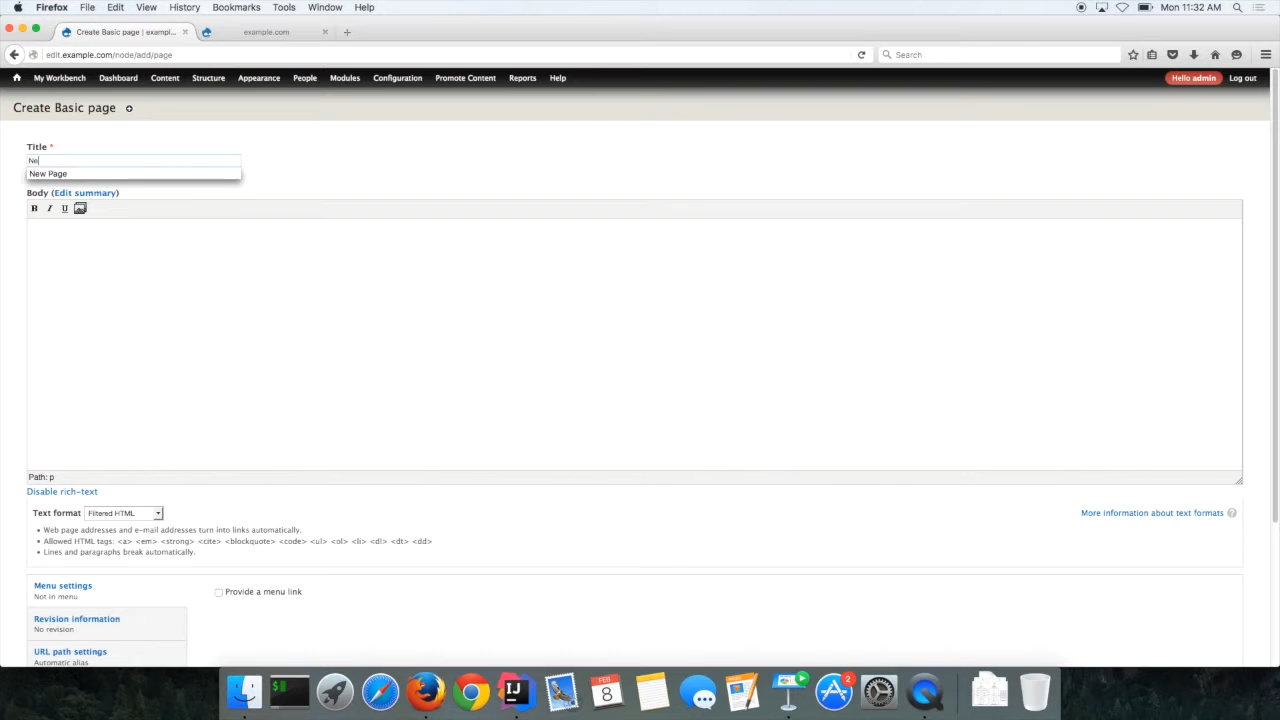 Firefox File Edit View History Bookmarks Tools Window Help Mon 11:32 AM
Create Basic page | exampl... example.com
edit.example.com/node/add/page Search
My Workbench Dashboard Content Structure Appearance People Modules Configuration Promote Content Reports Help Hello admin Log out
Create Basic page
Title *
Ne
New Page
Body (Edit summary)
B I U
Path: p
Disable rich-text
Text format Filtered HTML More information about text formats ?
Web page addresses and e-mail addresses turn into links automatically.
Allowed HTML tags: <a> <em> <strong> <cite> <blockquote> <code> <ul> <ol> <li> <dl> <dt> <dd>
Lines and paragraphs break automatically.
Menu settings
Not in menu
Provide a menu link
Revision information
No revision
URL path settings
Automatic alias
$
IJ
FEB
8
2